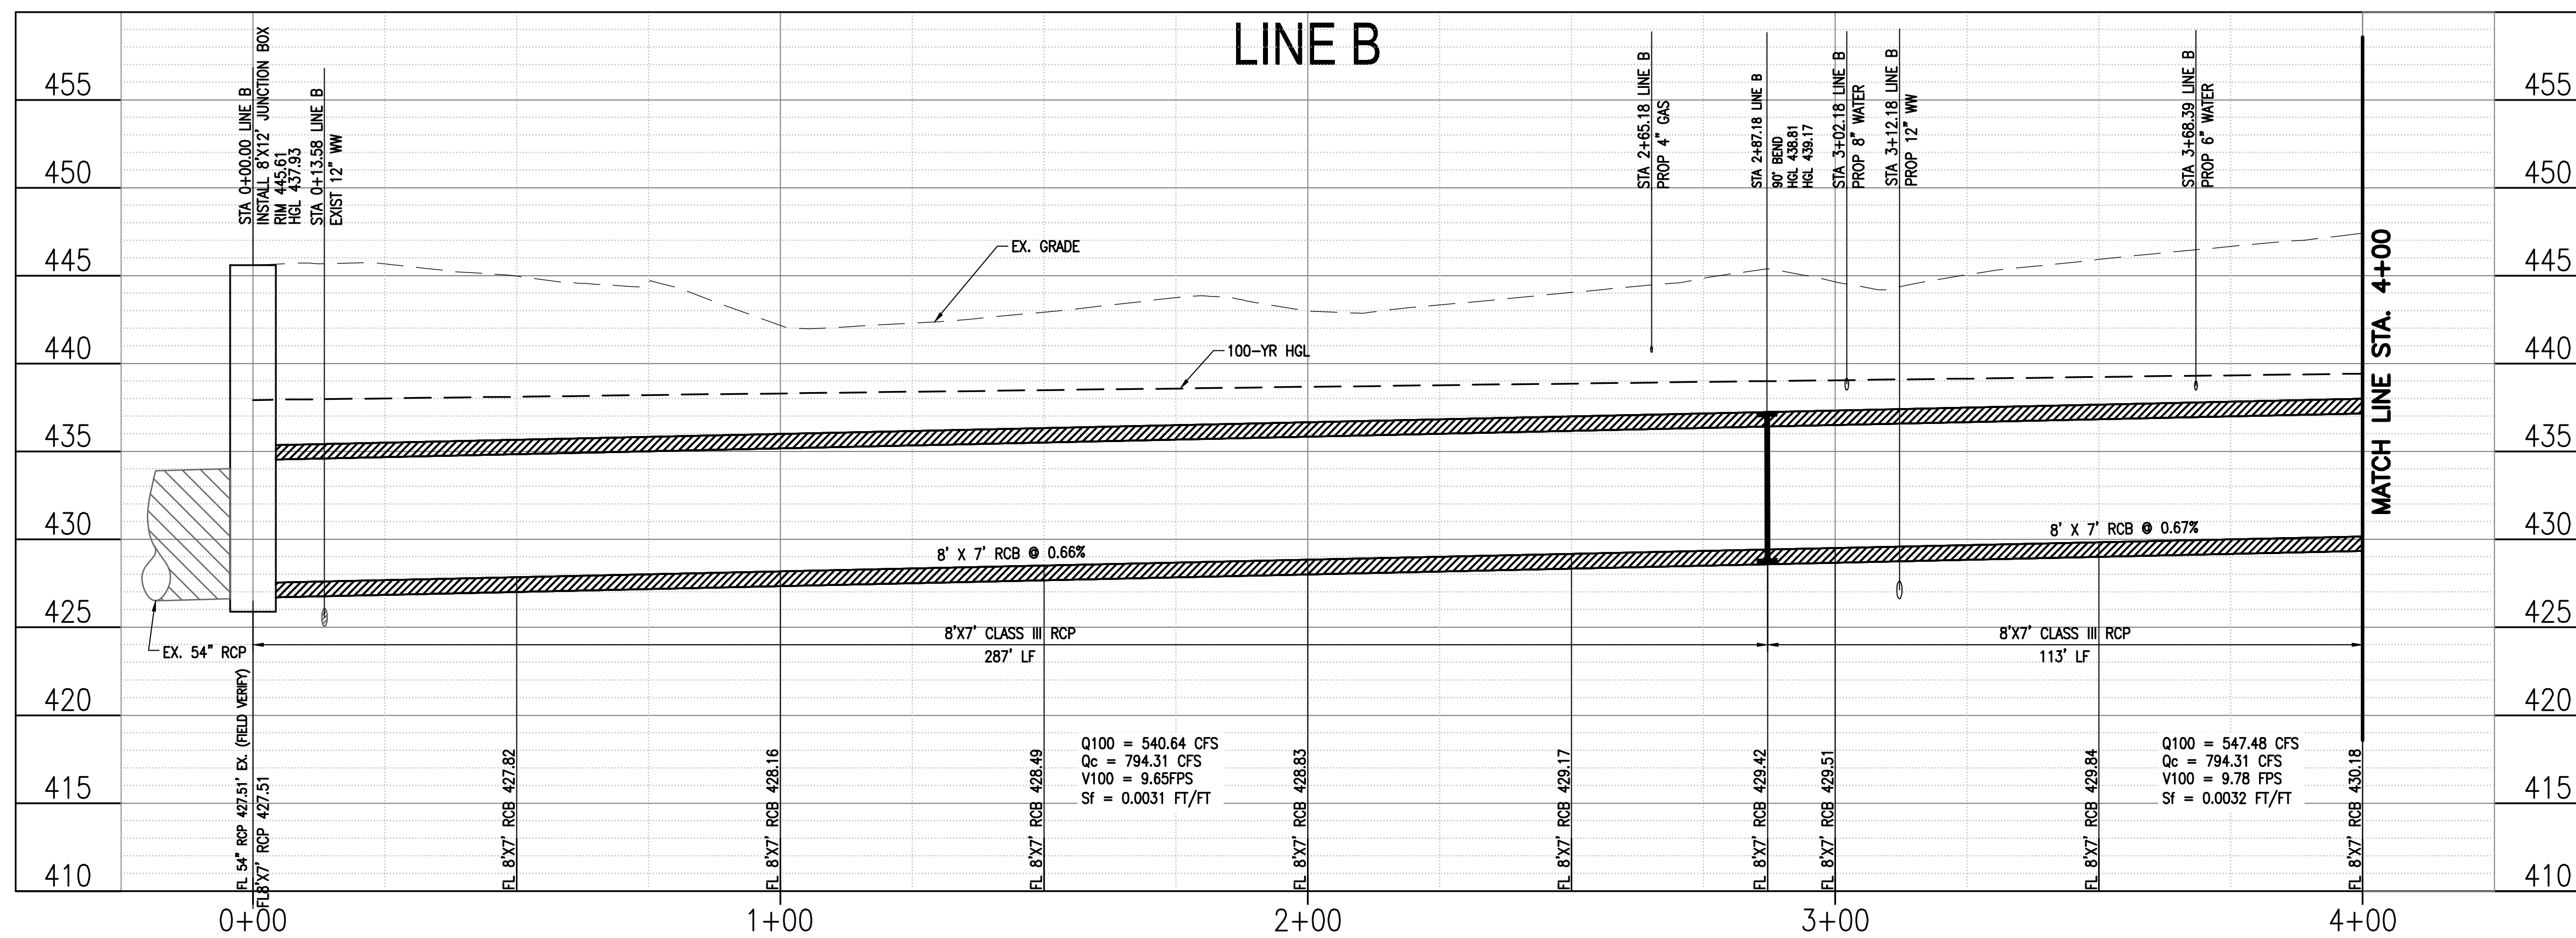 LINE B
455
450
445
440
435
430
425
420
415
410
STA 0+00.00 LINE B
INSTALL 8'X12' JUNCTION BOX
RIM 445.61
HGL 437.93
STA 0+13.58 LINE B
EXIST 12" WW
STA 2+65.18 LINE B
PROP 4" GAS
STA 2+87.18 LINE B
90° BEND
HGL 438.81
HGL 439.17
STA 3+02.18 LINE B
PROP 8" WATER
STA 3+12.18 LINE B
PROP 12" WW
STA 3+68.39 LINE B
PROP 6" WATER
EX. GRADE
100-YR HGL
8' X 7' RCB @ 0.66%
8' X 7' RCB @ 0.67%
EX. 54" RCP
8'X7' CLASS III RCP
287' LF
8'X7' CLASS III RCP
113' LF
FL 54" RCP 427.51' EX. (FIELD VERIFY)
FL8'X7' RCP 427.51
FL 8'X7' RCB 427.82
FL 8'X7' RCB 428.16
FL 8'X7' RCB 428.49
Q100 = 540.64 CFS
Qc = 794.31 CFS
V100 = 9.65FPS
Sf = 0.0031 FT/FT
FL 8'X7' RCB 428.83
FL 8'X7' RCB 429.17
FL 8'X7' RCB 429.42
FL 8'X7' RCB 429.51
FL 8'X7' RCB 429.84
Q100 = 547.48 CFS
Qc = 794.31 CFS
V100 = 9.78 FPS
Sf = 0.0032 FT/FT
FL 8'X7' RCB 430.18
MATCH LINE STA. 4+00
455
450
445
440
435
430
425
420
415
410
0+00
1+00
2+00
3+00
4+00